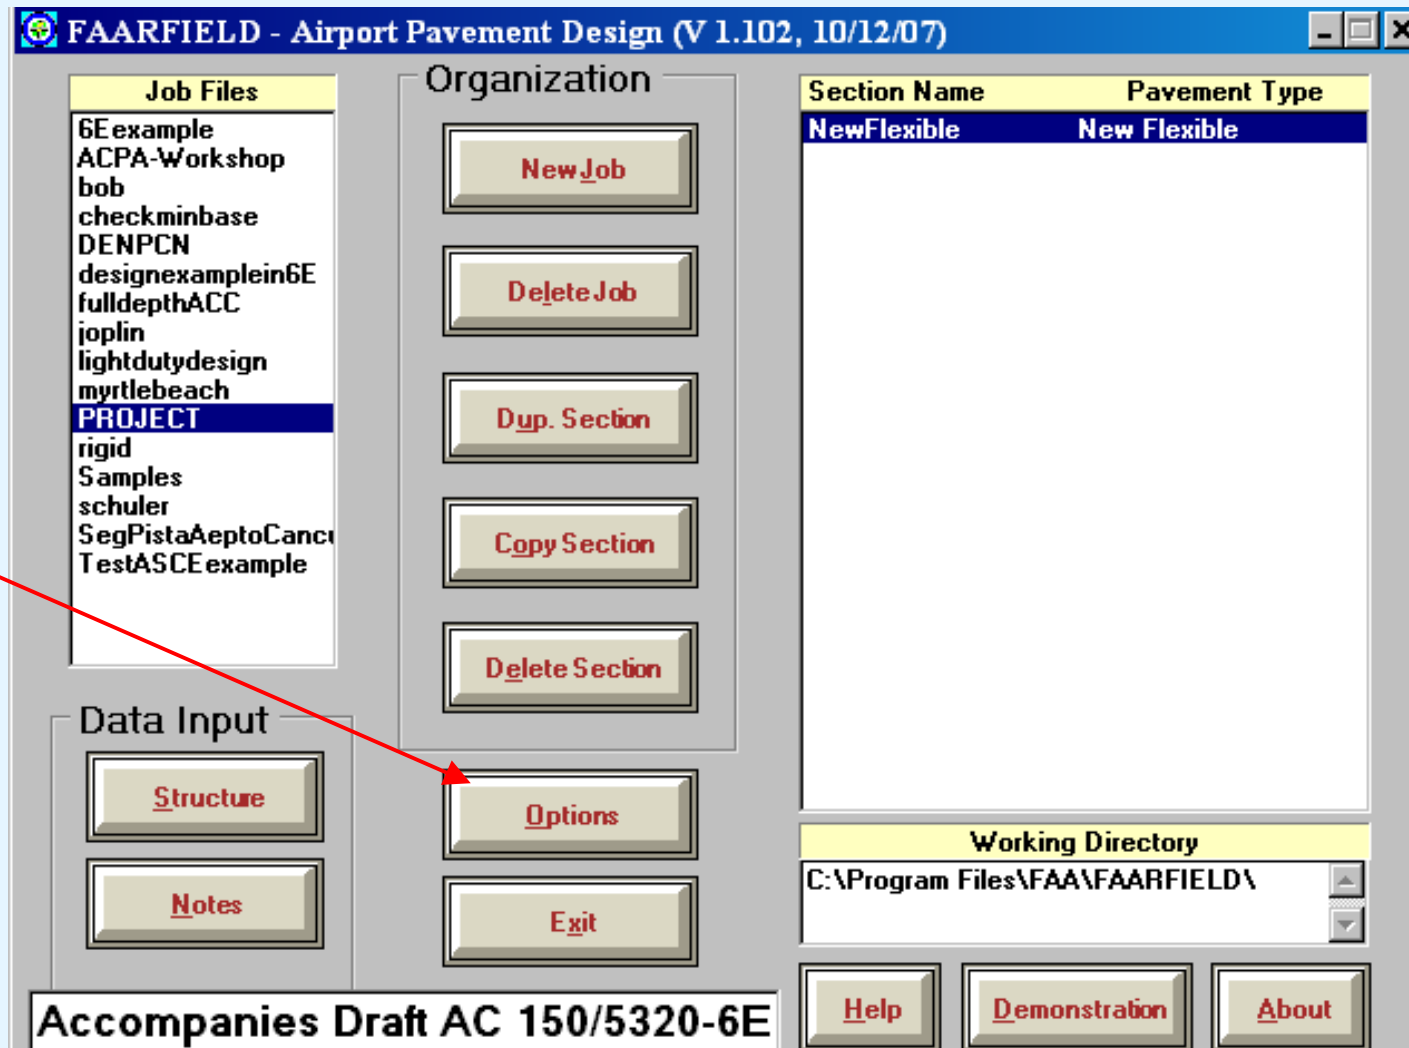 FAARFIELD - Airport Pavement Design (V 1.102, 10/12/07)
Job Files
6Eexample
ACPA-Workshop
bob
checkminbase
DENPCN
designexamplein6E
fulldepthACC
joplin
lightdutydesign
myrtlebeach
PROJECT
rigid
Samples
schuler
SegPistaAeptoCancu
TestASCEexample
Data Input
Structure
Notes
Organization
New Job
Delete Job
Dup. Section
Copy Section
Delete Section
Options
Exit
Section Name Pavement Type
NewFlexible New Flexible
Working Directory
C:\Program Files\FAA\FAARFIELD\
Accompanies Draft AC 150/5320-6E
Help
Demonstration
About